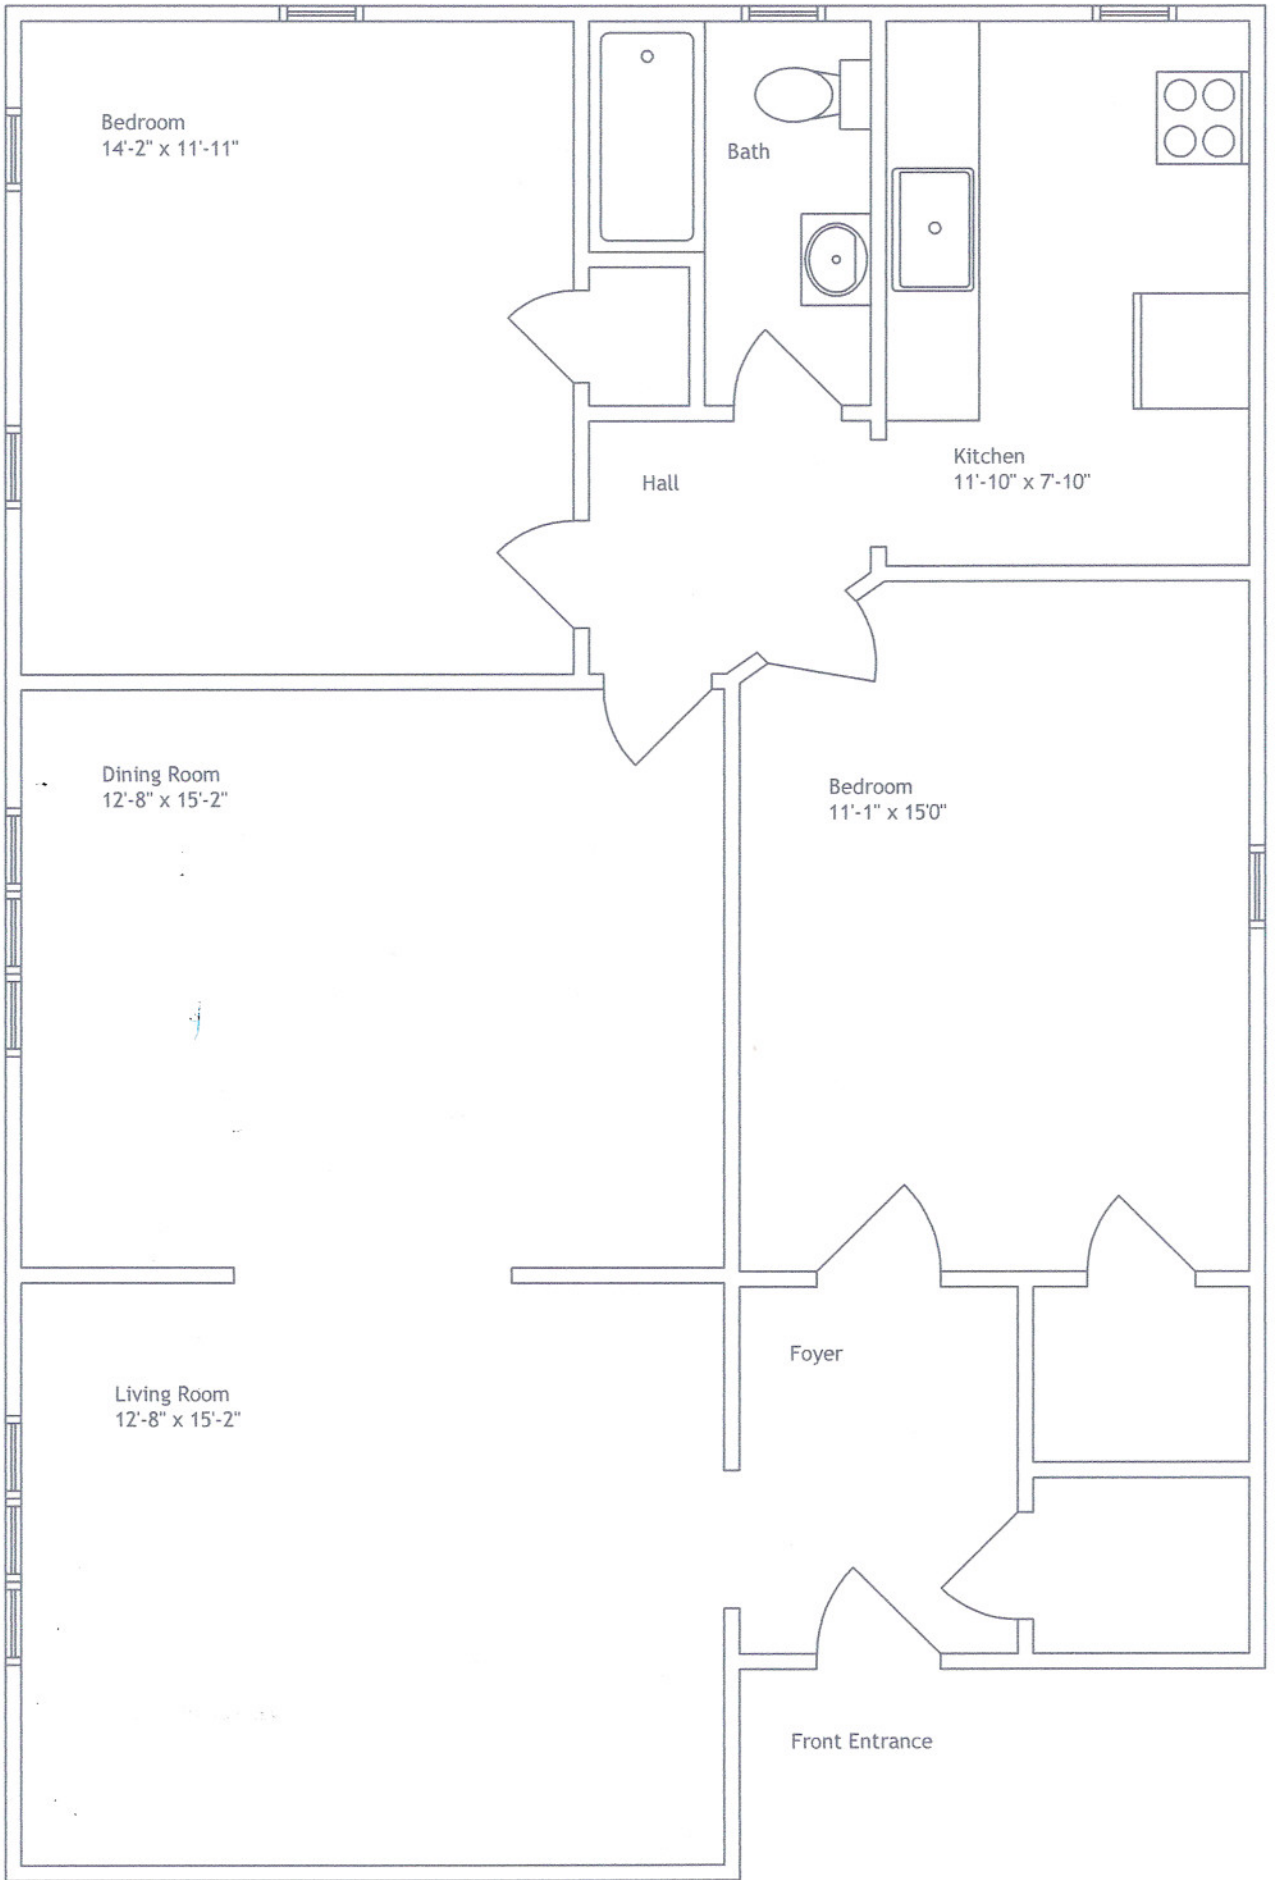 Bedroom
14'-2" x 11'-11"
Bath
Kitchen
11'-10" x 7'-10"
Hall
Dining Room
12'-8" x 15'-2"
Bedroom
11'-1" x 15'0"
Foyer
Living Room
12'-8" x 15'-2"
Front Entrance